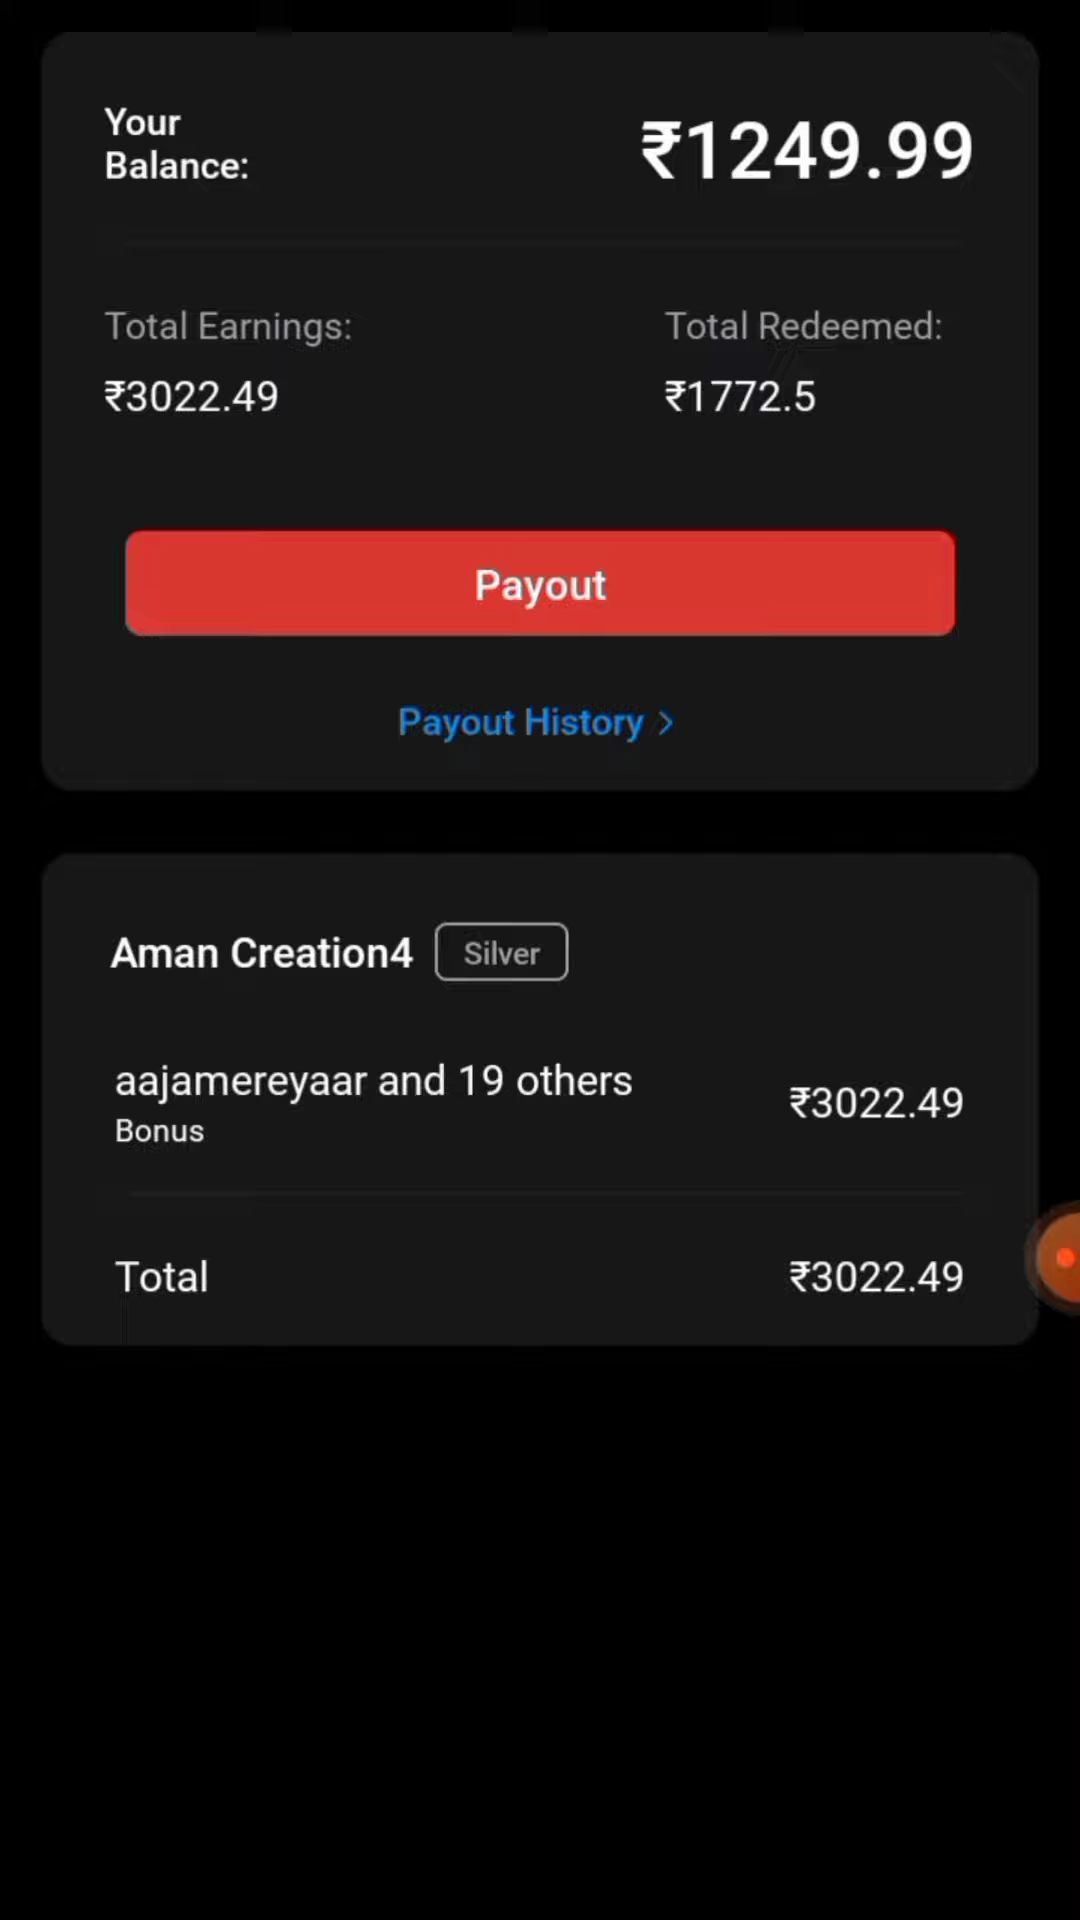 Your
Balance:
₹1249.99
Total Earnings:
Total Redeemed:
₹3022.49
₹1772.5
Payout
Payout History >
Aman Creation4
Silver
aajamereyaar and 19 others
Bonus
₹3022.49
Total
₹3022.49